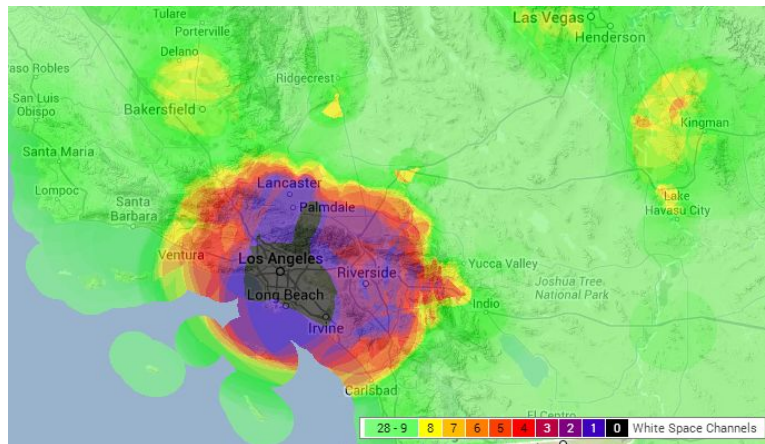 Tulare
Porterville
Delano
Las Vegas
Henderson
Ridgecrest
San Luis
Obispo
Bakersfield
Kingman
Santa Maria
Lompoc
Lancaster
Santa
Barbara
Palmdale
Lake
Havasu City
Ventura
Los Angeles
Riverside
Yucca Valley
Joshua Tree
National Park
Long Beach
Indio
Irvine
Carlsbad
El Centro
28 - 9 8 7 6 5 4 3 2 1 0 White Space Channels